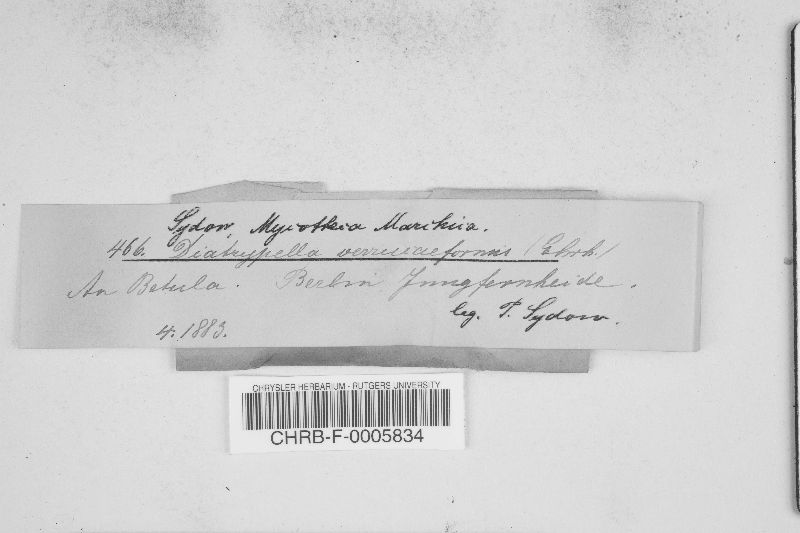 Sydow, Mycotheca Marchica.
466. Diatrypella verrucaeformis (Ehrh.)
An Betula. Berlin Jungfernheide.
leg. P. Sydow.
4. 1883.
CHRYSLER HERBARIUM - RUTGERS UNIVERSITY
CHRB-F-0005834